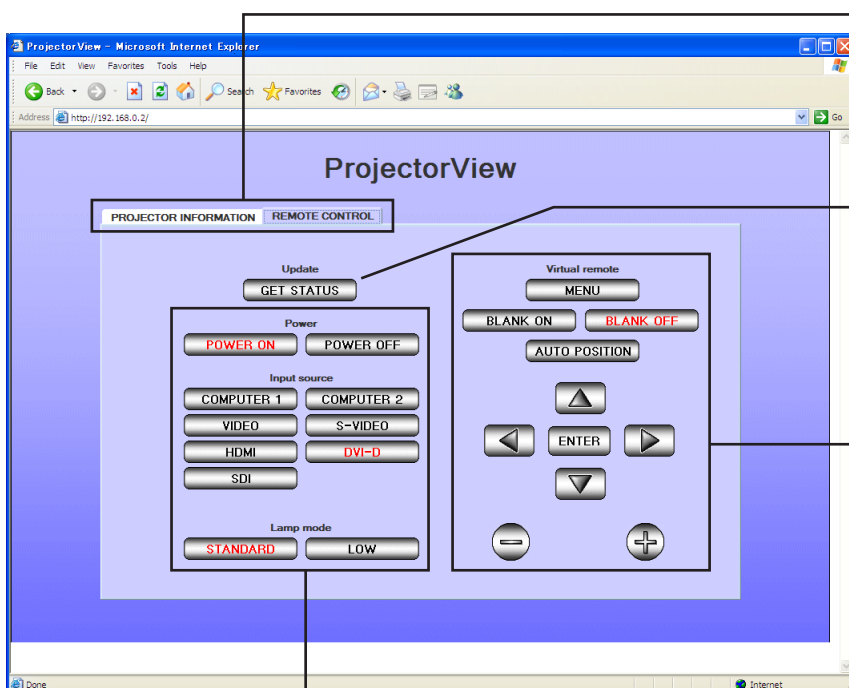 ProjectorView - Microsoft Internet Explorer
File Edit View Favorites Tools Help
Back Search Favorites
Address http://192.168.0.2/ Go
ProjectorView
PROJECTOR INFORMATION REMOTE CONTROL
Update
GET STATUS
Power
POWER ON POWER OFF
Input source
COMPUTER 1 COMPUTER 2
VIDEO S-VIDEO
HDMI DVI-D
SDI
Lamp mode
STANDARD LOW
Virtual remote
MENU
BLANK ON BLANK OFF
AUTO POSITION
ENTER
Done Internet